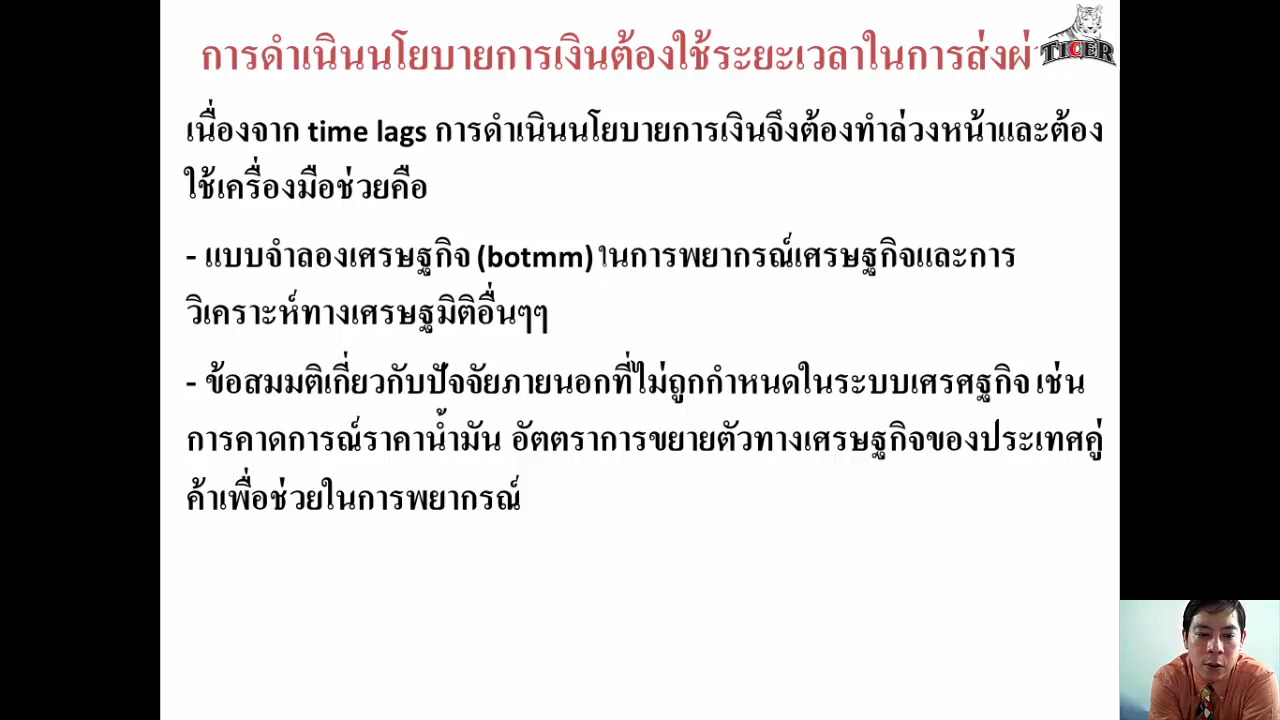 การดำเนินนโยบายการเงินต้องใช้ระยะเวลาในการส่งผ่
TIGER
เนื่องจาก time lags การดำเนินนโยบายการเงินจึงต้องทำล่วงหน้าและต้อง
ใช้เครื่องมือช่วยคือ
- แบบจำลองเศรษฐกิจ (botmm) ในการพยากรณ์เศรษฐกิจและการ
วิเคราะห์ทางเศรษฐมิติอื่นๆๆ
- ข้อสมมติเกี่ยวกับปัจจัยภายนอกที่ไม่ถูกกำหนดในระบบเศรศฐกิจ เช่น
การคาดการณ์ราคาน้ำมัน อัตตราการขยายตัวทางเศรษฐกิจของประเทศคู่
ค้าเพื่อช่วยในการพยากรณ์